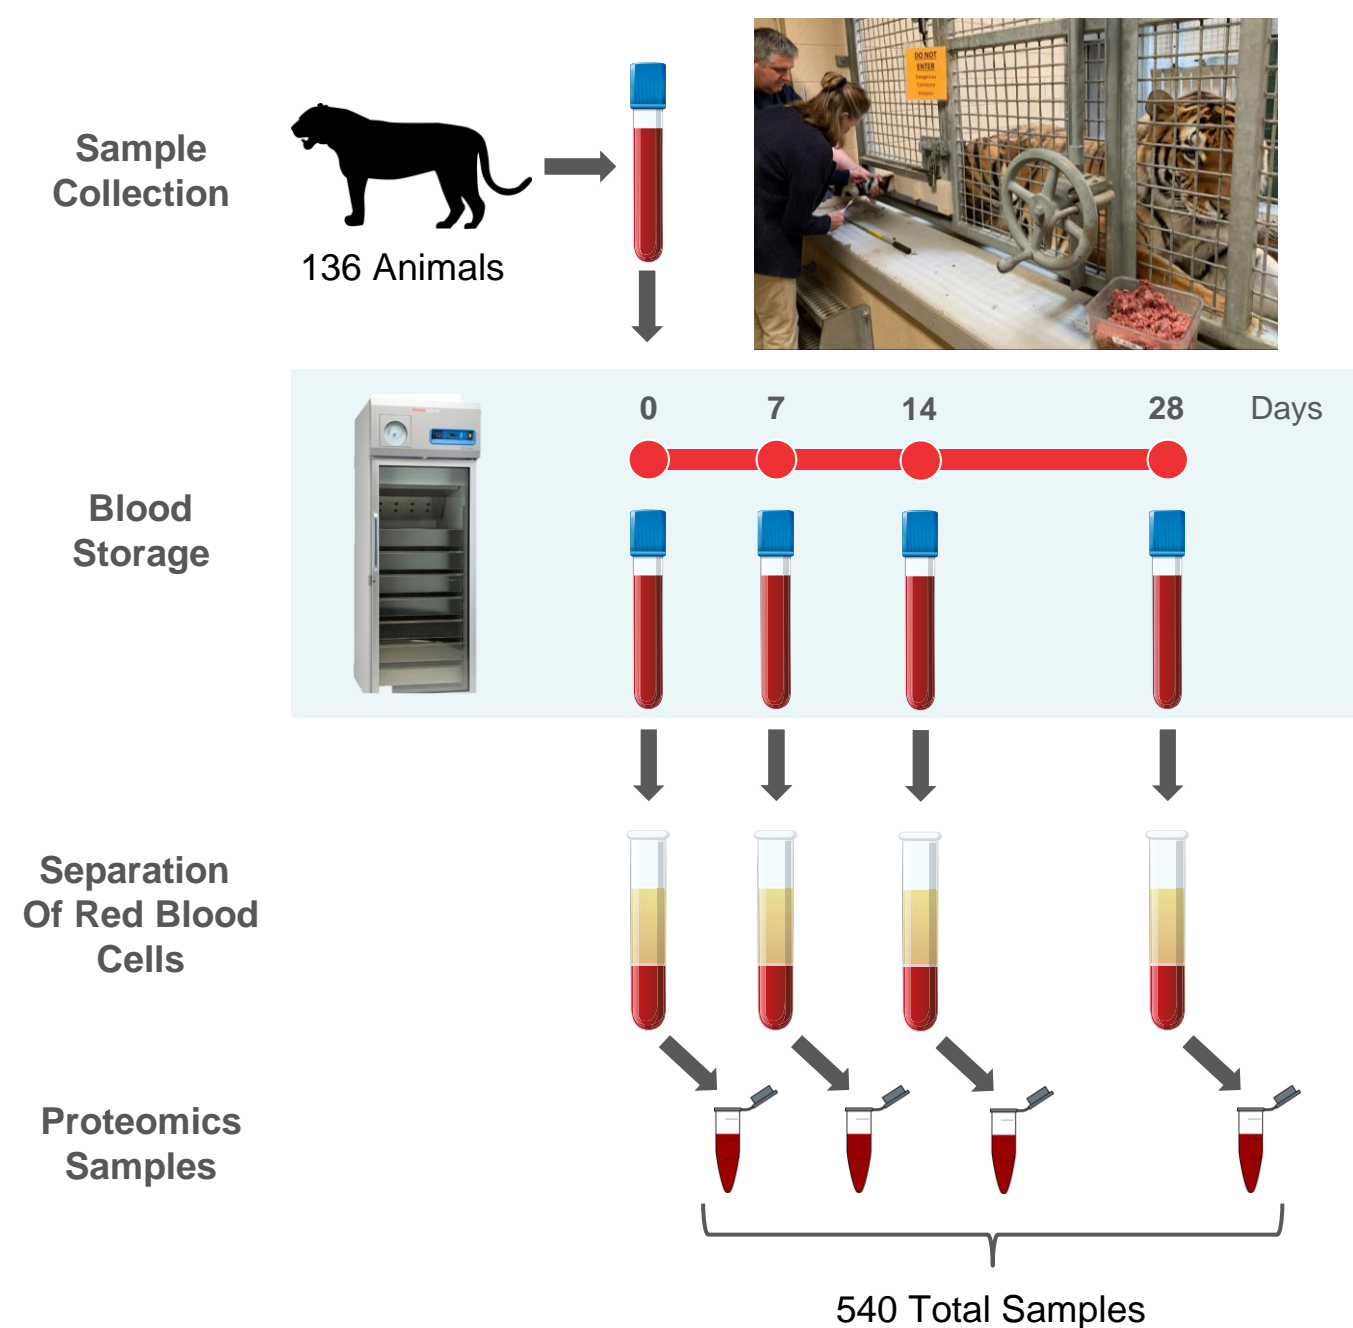 Sample
Collection
136 Animals
DO NOT
ENTER
Dangerous
Blood
Storage
0 7 14 28 Days
Separation
Of Red Blood
Cells
Proteomics
Samples
540 Total Samples